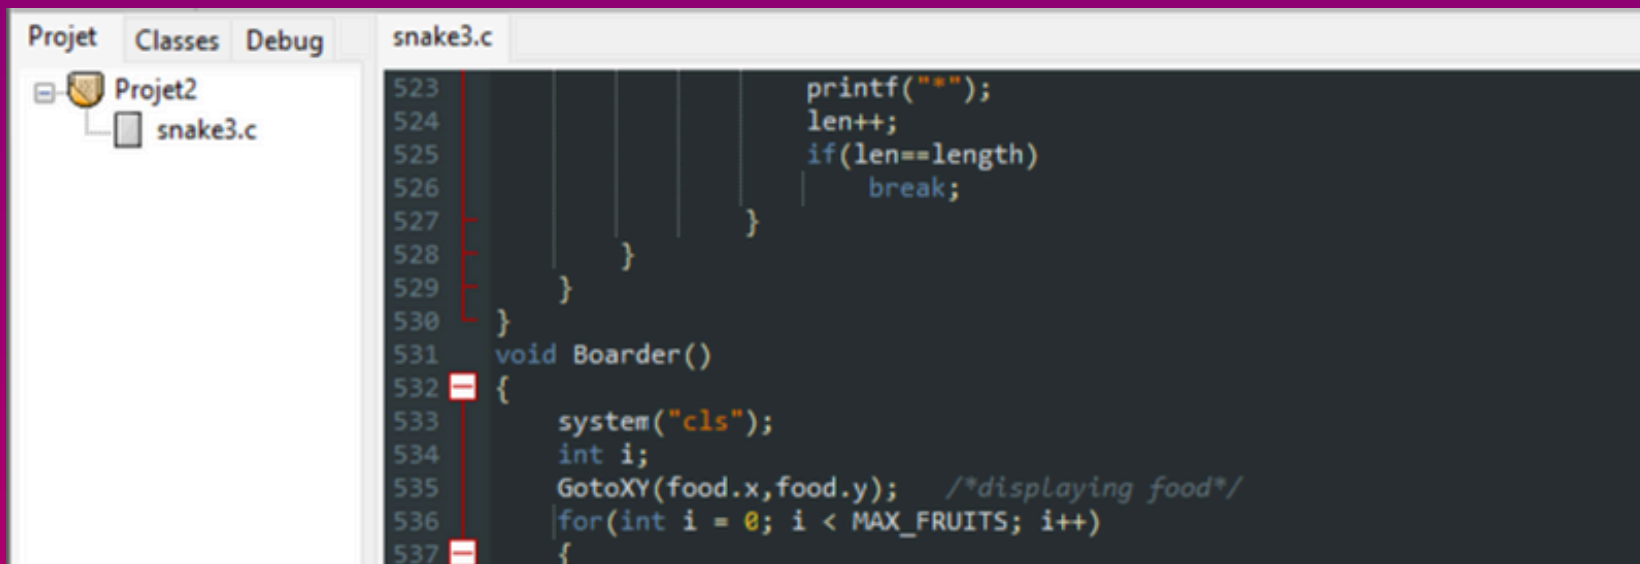 Projet Classes Debug
Projet2
snake3.c
snake3.c
523 printf("*");
524 len++;
525 if(len==length)
526 break;
527 }
528 }
529 }
530 }
531 void Boarder()
532 {
533 system("cls");
534 int i;
535 GotoXY(food.x,food.y); /*displaying food*/
536 for(int i = 0; i < MAX_FRUITS; i++)
537 {